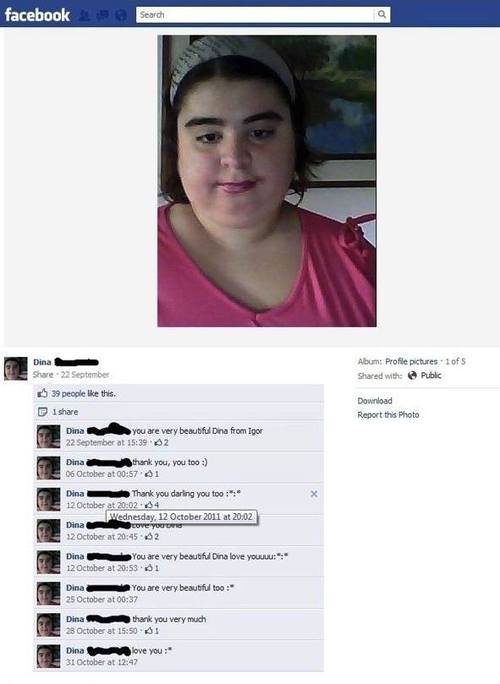 facebook
Search
Dina
Share · 22 September
39 people like this.
1 share
Dina you are very beautiful Dina from Igor
22 September at 15:39 · 2
Dina thank you, you too :)
06 October at 00:57 · 1
Dina Thank you darling you too :*:*
12 October at 20:02 · 4
Wednesday, 12 October 2011 at 20:02
Dina Love you Dina
12 October at 20:45 · 2
Dina You are very beautiful Dina love youuuu:*:*
12 October at 20:53 · 1
Dina You are very beautiful too :*
25 October at 00:37
Dina thank you very much
28 October at 15:50 · 1
Dina love you :*
31 October at 12:47
Album: Profile pictures · 1 of 5
Shared with: Public
Download
Report this Photo